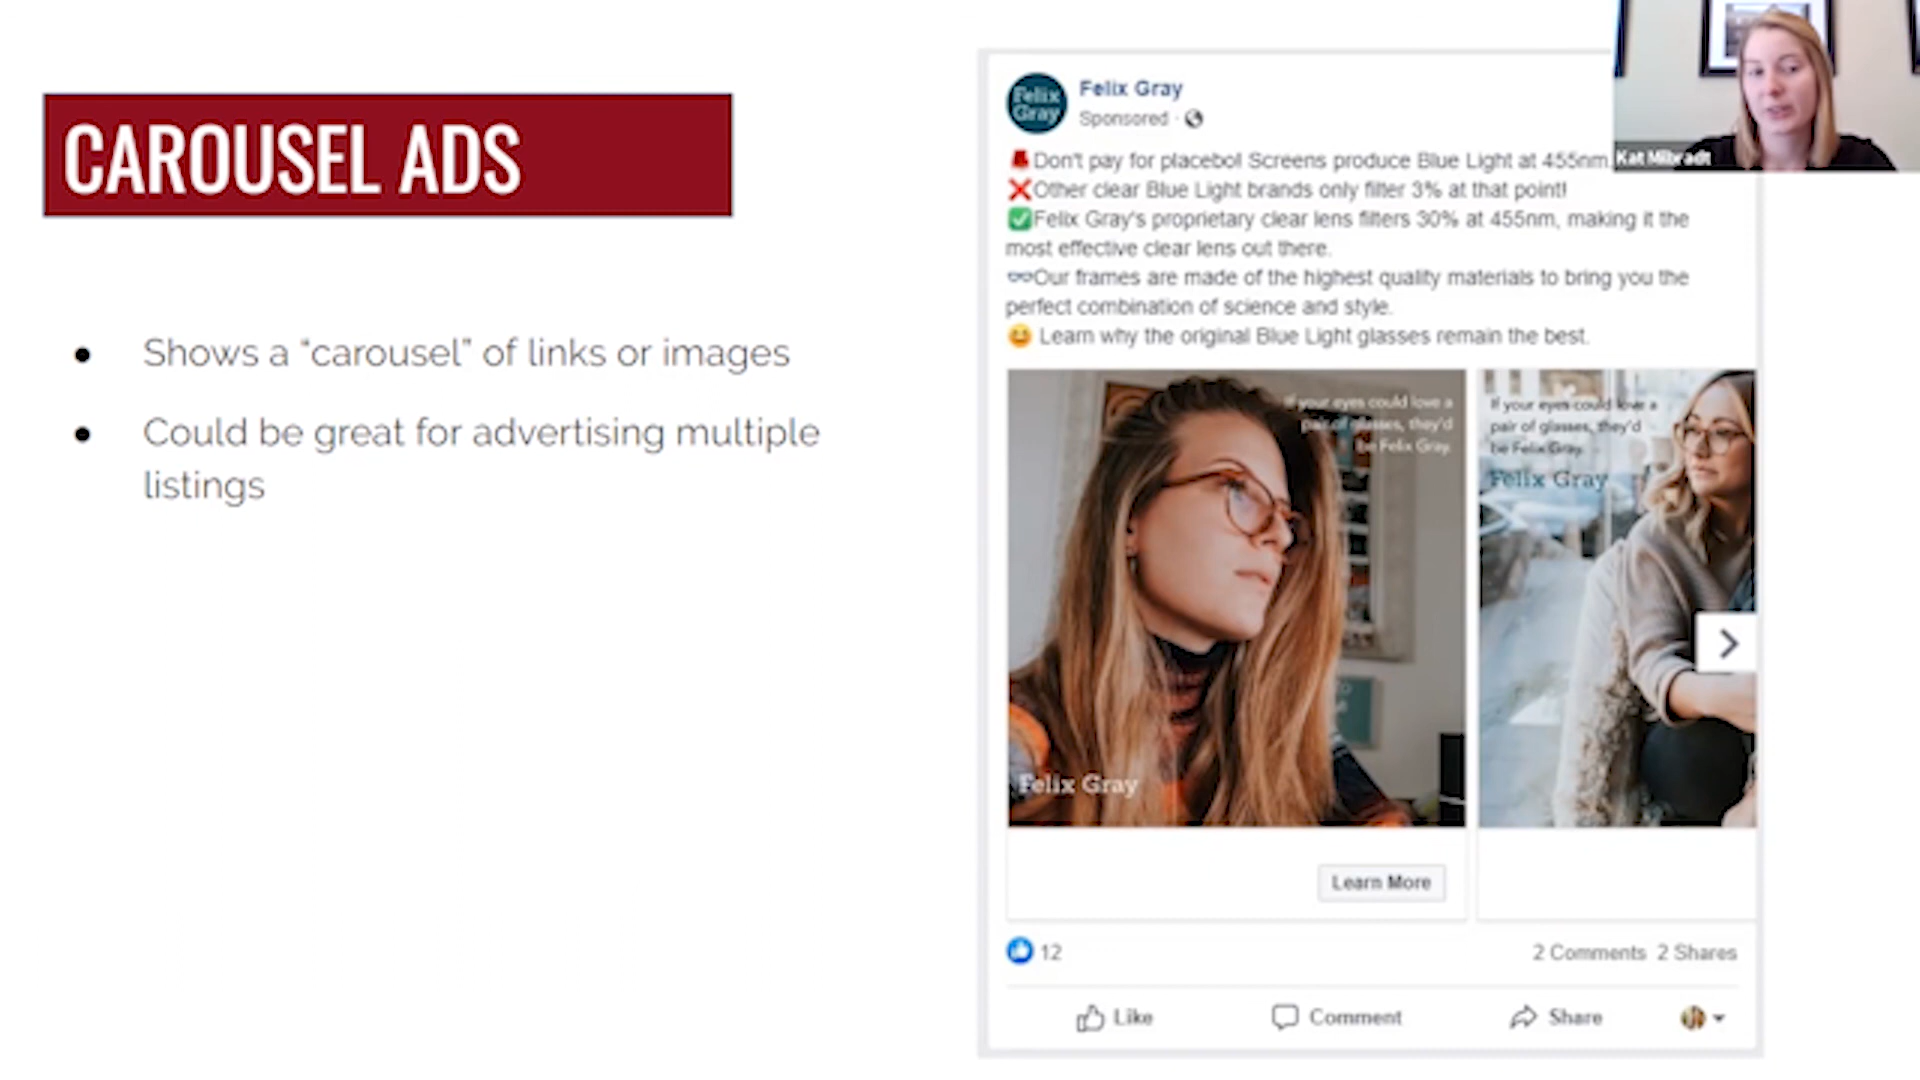 CAROUSEL ADS
● Shows a “carousel” of links or images
● Could be great for advertising multiple
listings
Felix Gray
Felix Gray
Sponsored ·
Don't pay for placebo! Screens produce Blue Light at 455nm.
❌Other clear Blue Light brands only filter 3% at that point!
✅Felix Gray's proprietary clear lens filters 30% at 455nm, making it the
most effective clear lens out there.
👓Our frames are made of the highest quality materials to bring you the
perfect combination of science and style.
😀 Learn why the original Blue Light glasses remain the best.
Kat Milbradt
If your eyes could love a
pair of glasses, they'd
be Felix Gray.
Felix Gray
If your eyes could love a
pair of glasses, they'd
be Felix Gray.
Felix Gray
Learn More
12
2 Comments 2 Shares
Like
Comment
Share